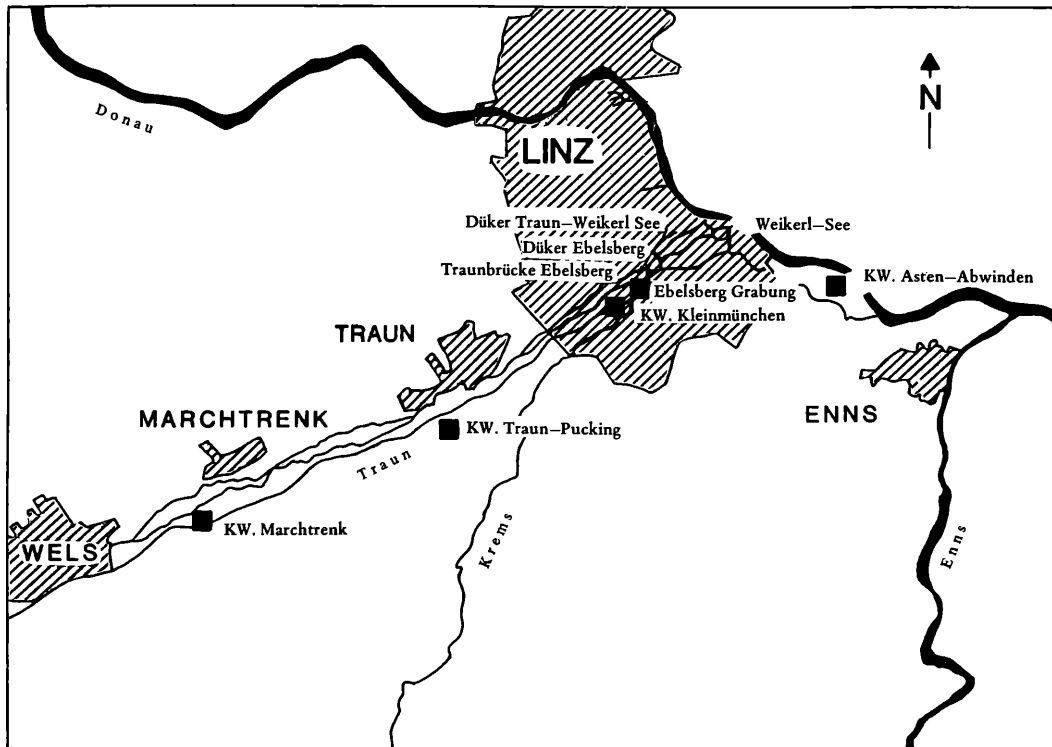 Donau
N
LINZ
Düker Traun–Weikerl See
Weikerl–See
Düker Ebelsberg
Traunbrücke Ebelsberg
KW. Asten–Abwinden
Ebelsberg Grabung
KW. Kleinmünchen
TRAUN
MARCHTRENK
ENNS
KW. Traun–Pucking
Traun
KW. Marchtrenk
WELS
Krems
Enns